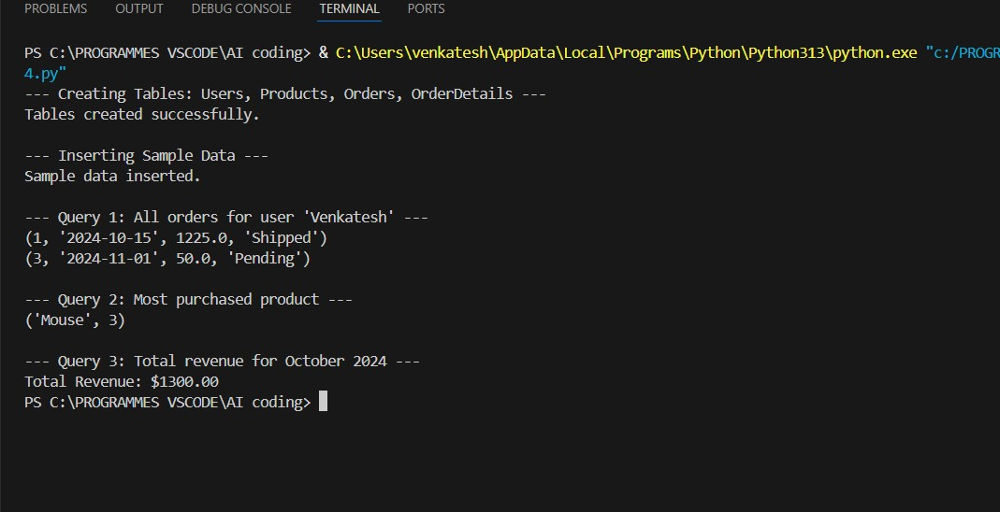 PROBLEMS OUTPUT DEBUG CONSOLE TERMINAL PORTS
PS C:\PROGRAMMES VSCODE\AI coding> & C:\Users\venkatesh\AppData\Local\Programs\Python\Python313\python.exe "c:/PROGR
4.py"
--- Creating Tables: Users, Products, Orders, OrderDetails ---
Tables created successfully.
--- Inserting Sample Data ---
Sample data inserted.
--- Query 1: All orders for user 'Venkatesh' ---
(1, '2024-10-15', 1225.0, 'Shipped')
(3, '2024-11-01', 50.0, 'Pending')
--- Query 2: Most purchased product ---
('Mouse', 3)
--- Query 3: Total revenue for October 2024 ---
Total Revenue: $1300.00
PS C:\PROGRAMMES VSCODE\AI coding>